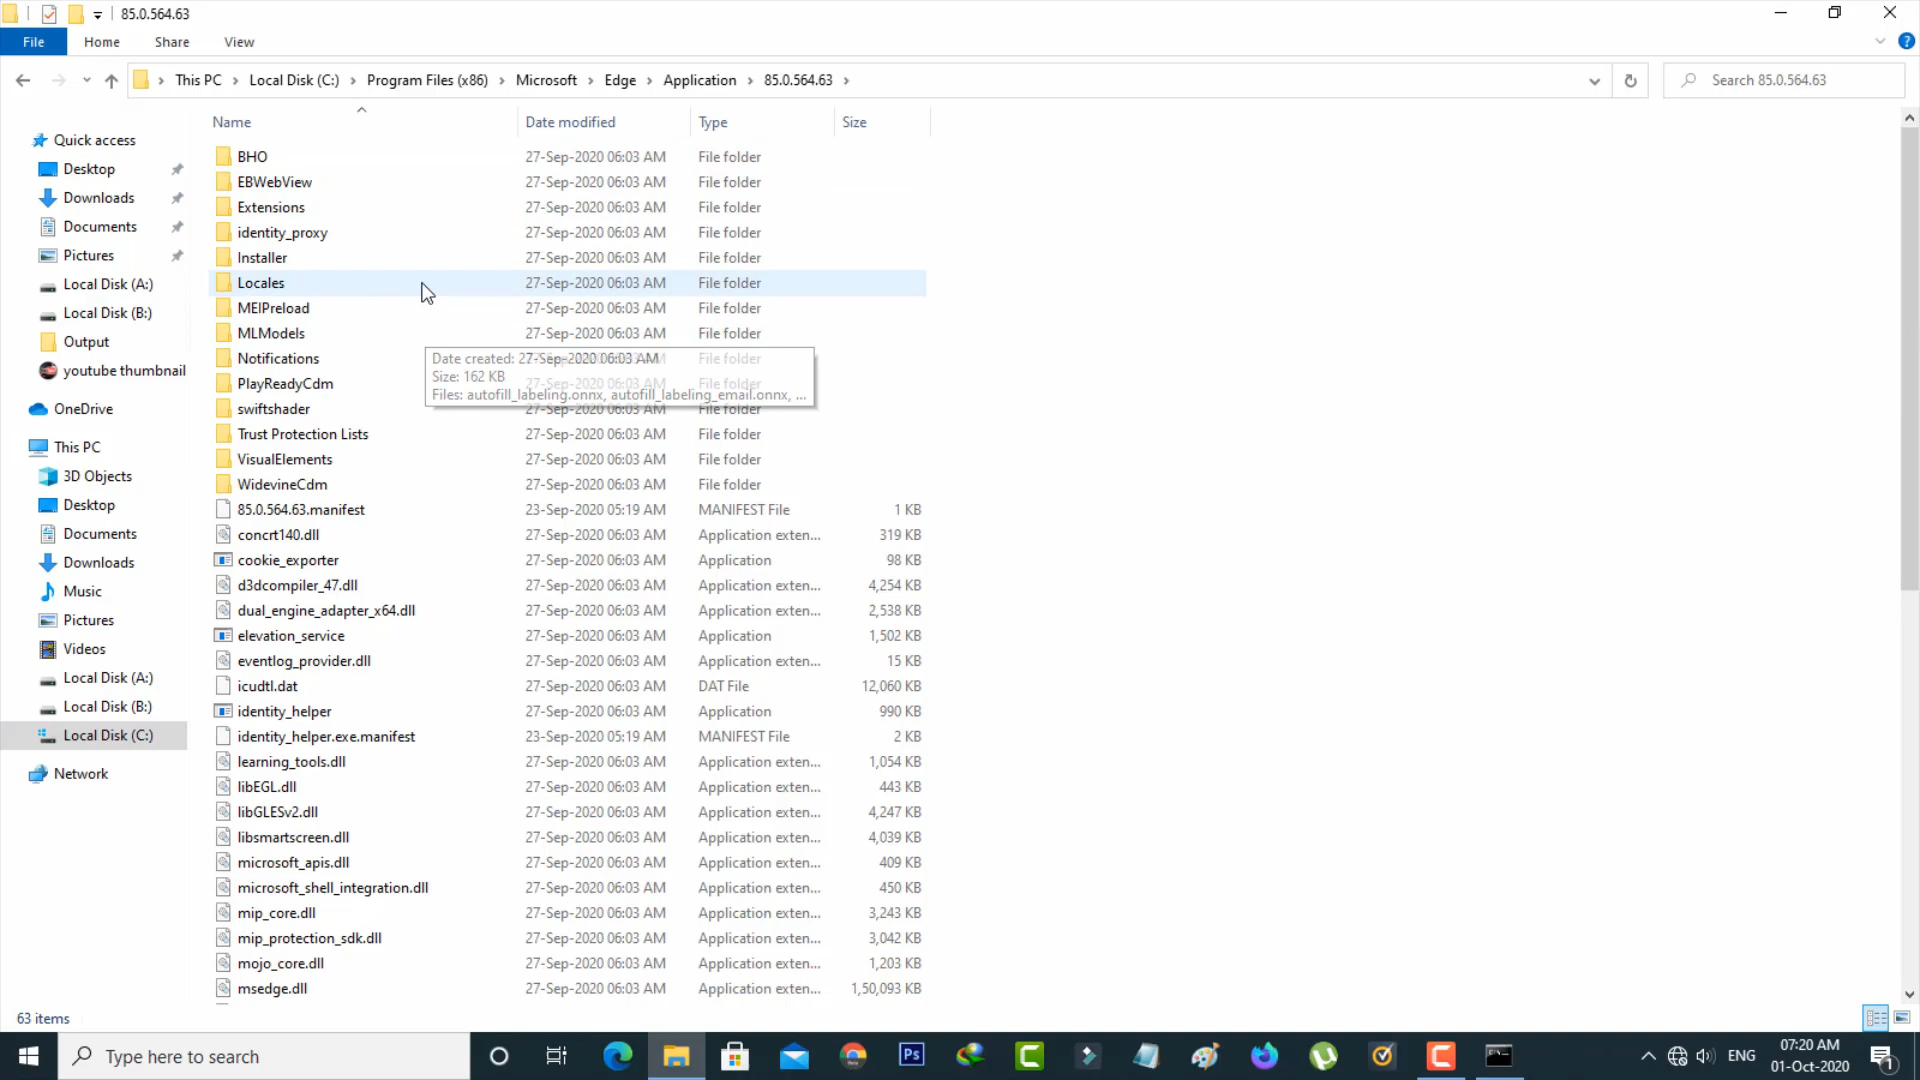 85.0.564.63
File Home Share View
This PC Local Disk (C:) Program Files (x86) Microsoft Edge Application 85.0.564.63 Search 85.0.564.63
Name Date modified Type Size
Quick access
Desktop
Downloads
Documents
Pictures
Local Disk (A:)
Local Disk (B:)
Output
youtube thumbnail
OneDrive
This PC
3D Objects
Desktop
Documents
Downloads
Music
Pictures
Videos
Local Disk (A:)
Local Disk (B:)
Local Disk (C:)
Network
BHO 27-Sep-2020 06:03 AM File folder
EBWebView 27-Sep-2020 06:03 AM File folder
Extensions 27-Sep-2020 06:03 AM File folder
identity_proxy 27-Sep-2020 06:03 AM File folder
Installer 27-Sep-2020 06:03 AM File folder
Locales 27-Sep-2020 06:03 AM File folder
MEIPreload 27-Sep-2020 06:03 AM File folder
MLModels 27-Sep-2020 06:03 AM File folder
Notifications File folder
PlayReadyCdm File folder
Date created: 27-Sep-2020 06:03 AM
Size: 162 KB
Files: autofill_labeling.onnx, autofill_labeling_email.onnx, ...
swiftshader 27-Sep-2020 06:03 AM File folder
Trust Protection Lists 27-Sep-2020 06:03 AM File folder
VisualElements 27-Sep-2020 06:03 AM File folder
WidevineCdm 27-Sep-2020 06:03 AM File folder
85.0.564.63.manifest 23-Sep-2020 05:19 AM MANIFEST File 1 KB
concrt140.dll 27-Sep-2020 06:03 AM Application exten... 319 KB
cookie_exporter 27-Sep-2020 06:03 AM Application 98 KB
d3dcompiler_47.dll 27-Sep-2020 06:03 AM Application exten... 4,254 KB
dual_engine_adapter_x64.dll 27-Sep-2020 06:03 AM Application exten... 2,538 KB
elevation_service 27-Sep-2020 06:03 AM Application 1,502 KB
eventlog_provider.dll 27-Sep-2020 06:03 AM Application exten... 15 KB
icudtl.dat 27-Sep-2020 06:03 AM DAT File 12,060 KB
identity_helper 27-Sep-2020 06:03 AM Application 990 KB
identity_helper.exe.manifest 23-Sep-2020 05:19 AM MANIFEST File 2 KB
learning_tools.dll 27-Sep-2020 06:03 AM Application exten... 1,054 KB
libEGL.dll 27-Sep-2020 06:03 AM Application exten... 443 KB
libGLESv2.dll 27-Sep-2020 06:03 AM Application exten... 4,247 KB
libsmartscreen.dll 27-Sep-2020 06:03 AM Application exten... 4,039 KB
microsoft_apis.dll 27-Sep-2020 06:03 AM Application exten... 409 KB
microsoft_shell_integration.dll 27-Sep-2020 06:03 AM Application exten... 450 KB
mip_core.dll 27-Sep-2020 06:03 AM Application exten... 3,243 KB
mip_protection_sdk.dll 27-Sep-2020 06:03 AM Application exten... 3,042 KB
mojo_core.dll 27-Sep-2020 06:03 AM Application exten... 1,203 KB
msedge.dll 27-Sep-2020 06:03 AM Application exten... 1,50,093 KB
63 items
Type here to search
Ps
ENG
07:20 AM
01-Oct-2020
1